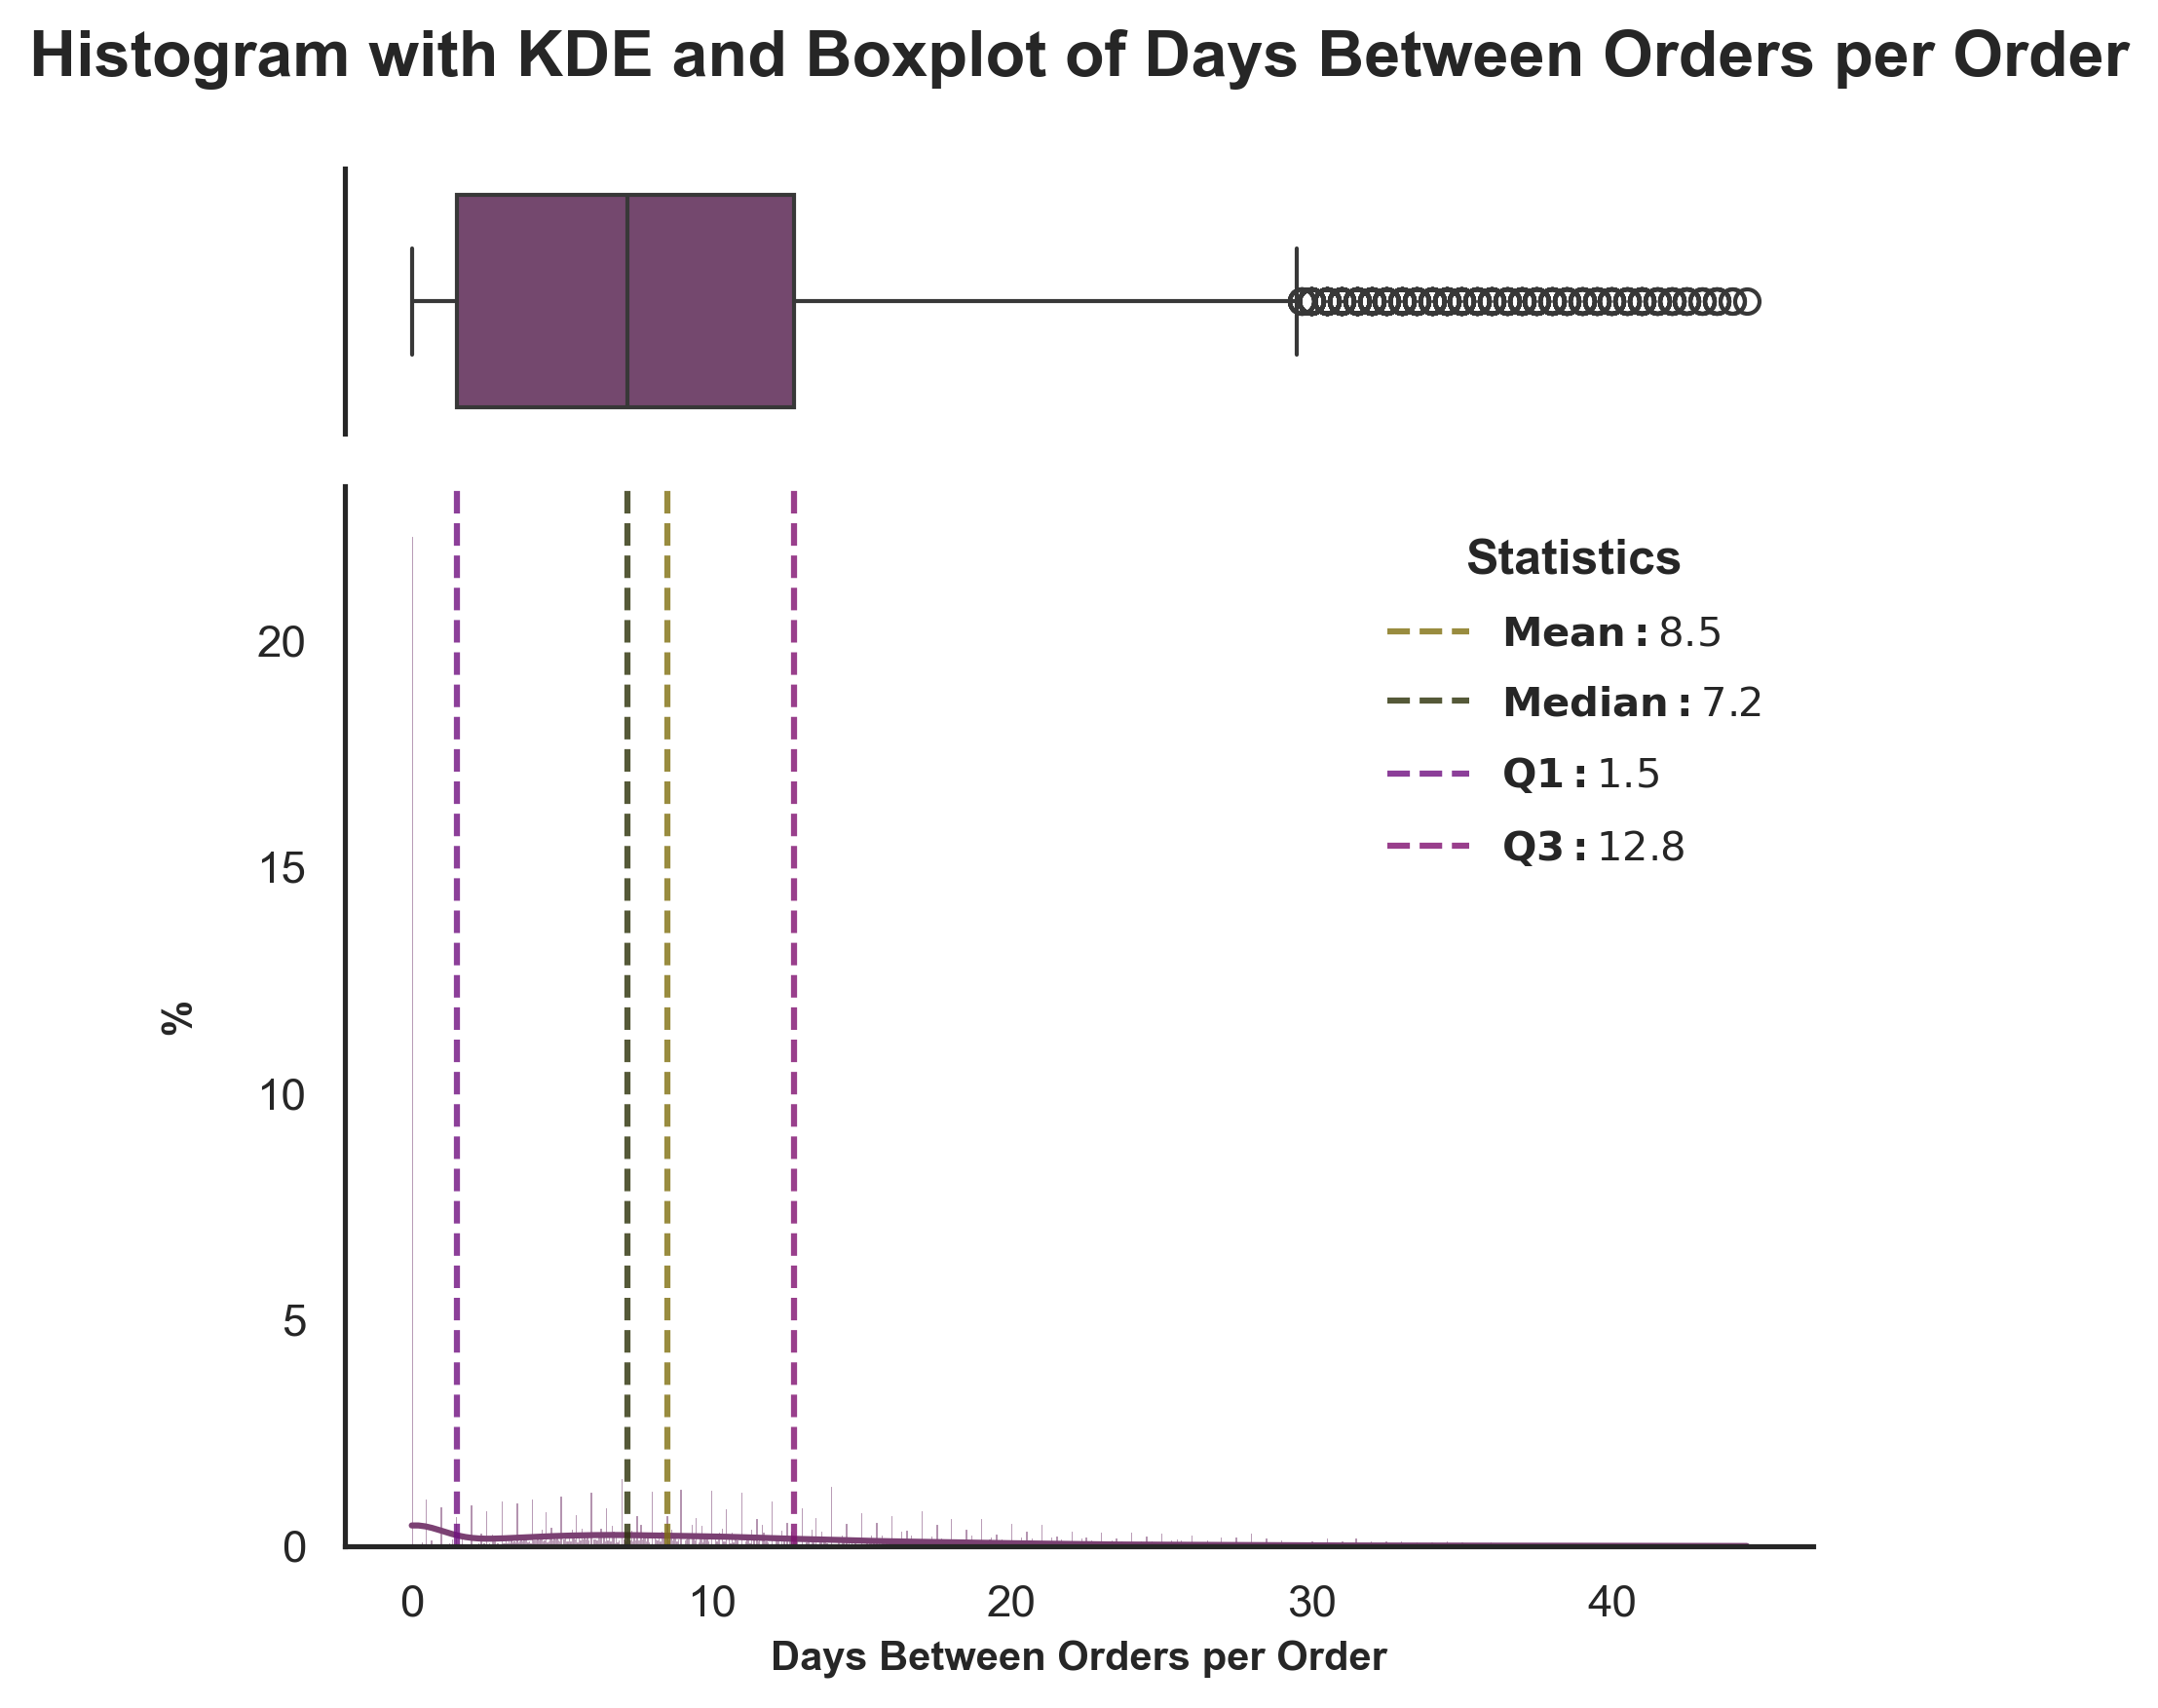 Histogram with KDE and Boxplot of Days Between Orders per Order
Statistics
Mean: 8.5
Median: 7.2
Q1: 1.5
Q3: 12.8
%
20
15
10
5
0
0 10 20 30 40
Days Between Orders per Order